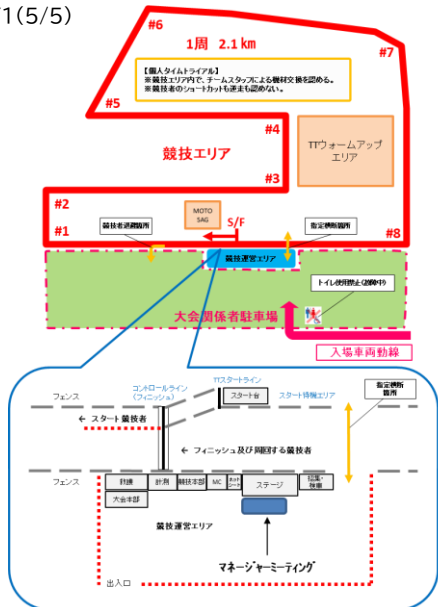 1(5/5)
#6
1周 2.1km
#7
【個人タイムトライアル】
※競技エリア内で、チームスタッフによる機材交換を認める。
※競技者のショートカットも逆走も認めない。
#5
#4
競技エリア
TTウォームアップ
エリア
#3
#2
MOTO
SAG
S/F
#1
競技者退避箇所
指定横断箇所
#8
競技運営エリア
トイレ使用禁止(故障中)
大会関係者駐車場
入場車両動線
コントロールライン
(フィニッシュ)
TTスタートライン
スタート台
スタート待機エリア
指定横断
箇所
フェンス
← スタート競技者
← フィニッシュ及び周回する競技者
フェンス
計測
競技本部
MC
ステージ
大会本部
競技運営エリア
マネージャーミーティング
出入口